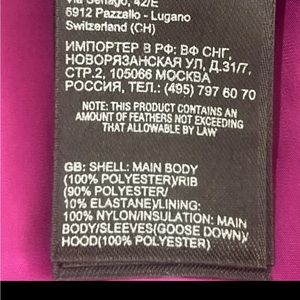 Via Senago, 42/E
6912 Pazzallo - Lugano
Switzerland (CH)
ИМПОРТЕР В РФ: ВФ СНГ,
НОВОРЯЗАНСКАЯ УЛ, Д.31/7,
СТР.2, 105066 МОСКВА
РОССИЯ, ТЕЛ.: (495) 797 60 70
NOTE: THIS PRODUCT CONTAINS AN
AMOUNT OF FEATHERS NOT EXCEEDING
THAT ALLOWABLE BY LAW
GB: SHELL: MAIN BODY
(100% POLYESTER)/RIB
(90% POLYESTER/
10% ELASTANE)/LINING:
100% NYLON/INSULATION: MAIN
BODY/SLEEVES(GOOSE DOWN)/
HOOD(100% POLYESTER)